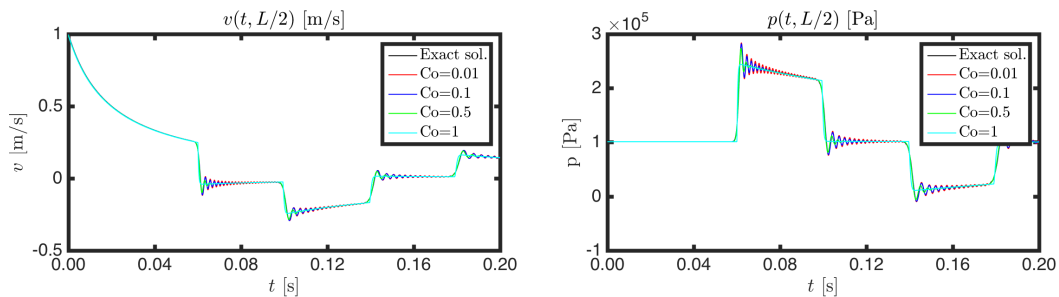 v(t, L/2) [m/s]
1
0.5
0
-0.5
v [m/s]
0.00
0.04
0.08
0.12
0.16
0.20
t [s]
Exact sol.
Co=0.01
Co=0.1
Co=0.5
Co=1
p(t, L/2) [Pa]
×10⁵
3
2
1
0
-1
p [Pa]
0.00
0.04
0.08
0.12
0.16
0.20
t [s]
Exact sol.
Co=0.01
Co=0.1
Co=0.5
Co=1